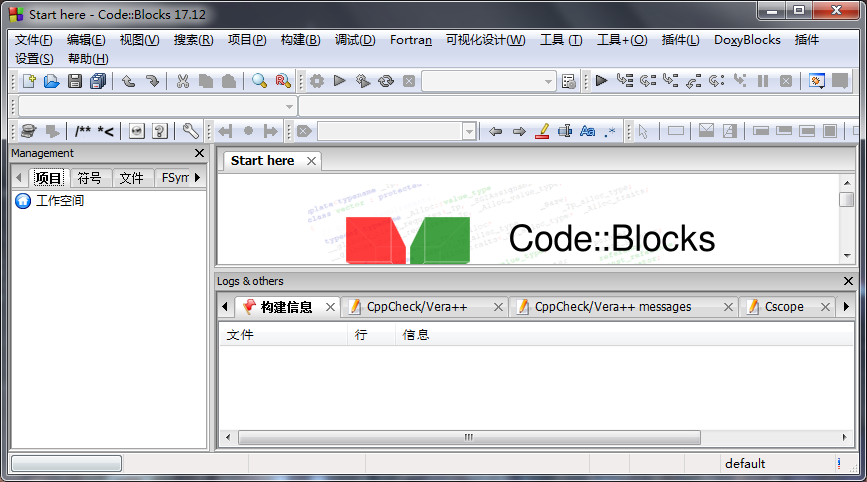 Start here - Code::Blocks 17.12
文件(F) 编辑(E) 视图(V) 搜索(R) 项目(P) 构建(B) 调试(D) Fortran 可视化设计(W) 工具 (T) 工具+(O) 插件(L) DoxyBlocks 插件
设置(S) 帮助(H)
/** *<
Aa .*
Management
Start here
项目 符号 文件 FSym
工作空间
Code::Blocks
Logs & others
构建信息 CppCheck/Vera++ CppCheck/Vera++ messages Cscope
文件 行 信息
default